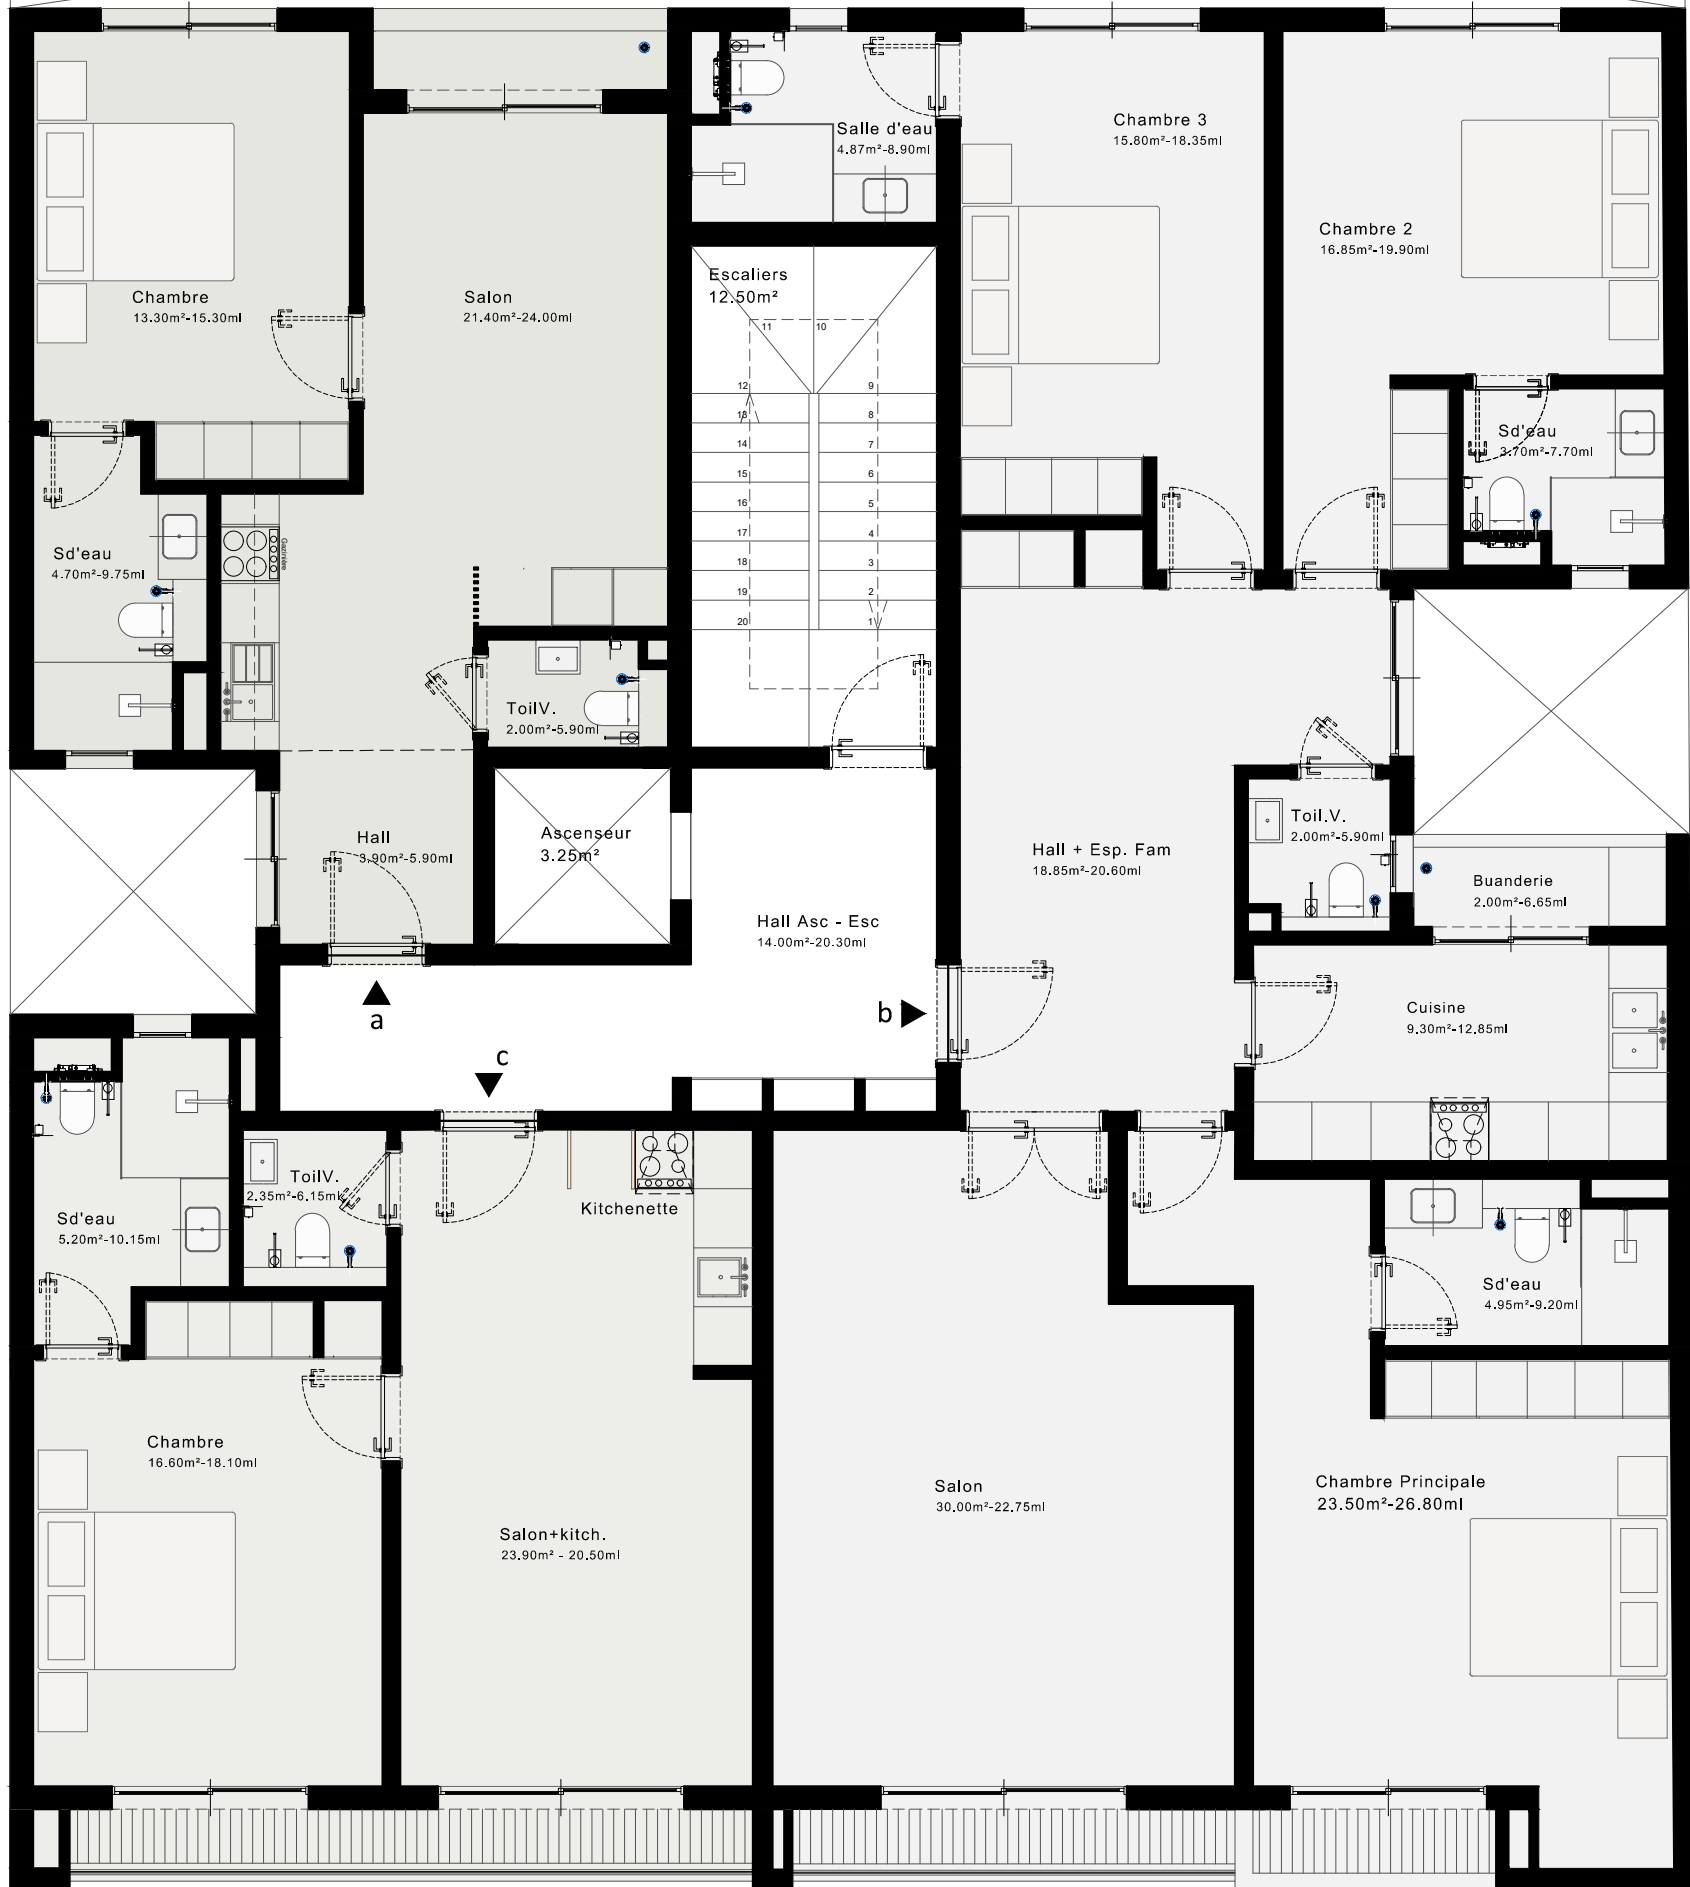 Salle d'eau
4.87m²-8.90ml
Chambre 3
15.80m²-18.35ml
Chambre 2
16.85m²-19.90ml
Chambre
13.30m²-15.30ml
Salon
21.40m²-24.00ml
Escaliers
12.50m²
11
10
12
9
13
8
14
7
15
6
16
5
17
4
18
3
19
2
20
1
Sd'eau
3.70m²-7.70ml
Gazinière
Sd'eau
4.70m²-9.75ml
ToilV.
2.00m²-5.90ml
Hall
3.90m²-5.90ml
Ascenseur
3.25m²
Toil.V.
2.00m²-5.90ml
Hall + Esp. Fam
18.85m²-20.60ml
Buanderie
2.00m²-6.65ml
Hall Asc - Esc
14.00m²-20.30ml
a
b
c
Cuisine
9.30m²-12.85ml
ToilV.
2.35m²-6.15ml
Kitchenette
Sd'eau
5.20m²-10.15ml
Sd'eau
4.95m²-9.20ml
Chambre
16.60m²-18.10ml
Salon
30.00m²-22.75ml
Chambre Principale
23.50m²-26.80ml
Salon+kitch.
23.90m² - 20.50ml